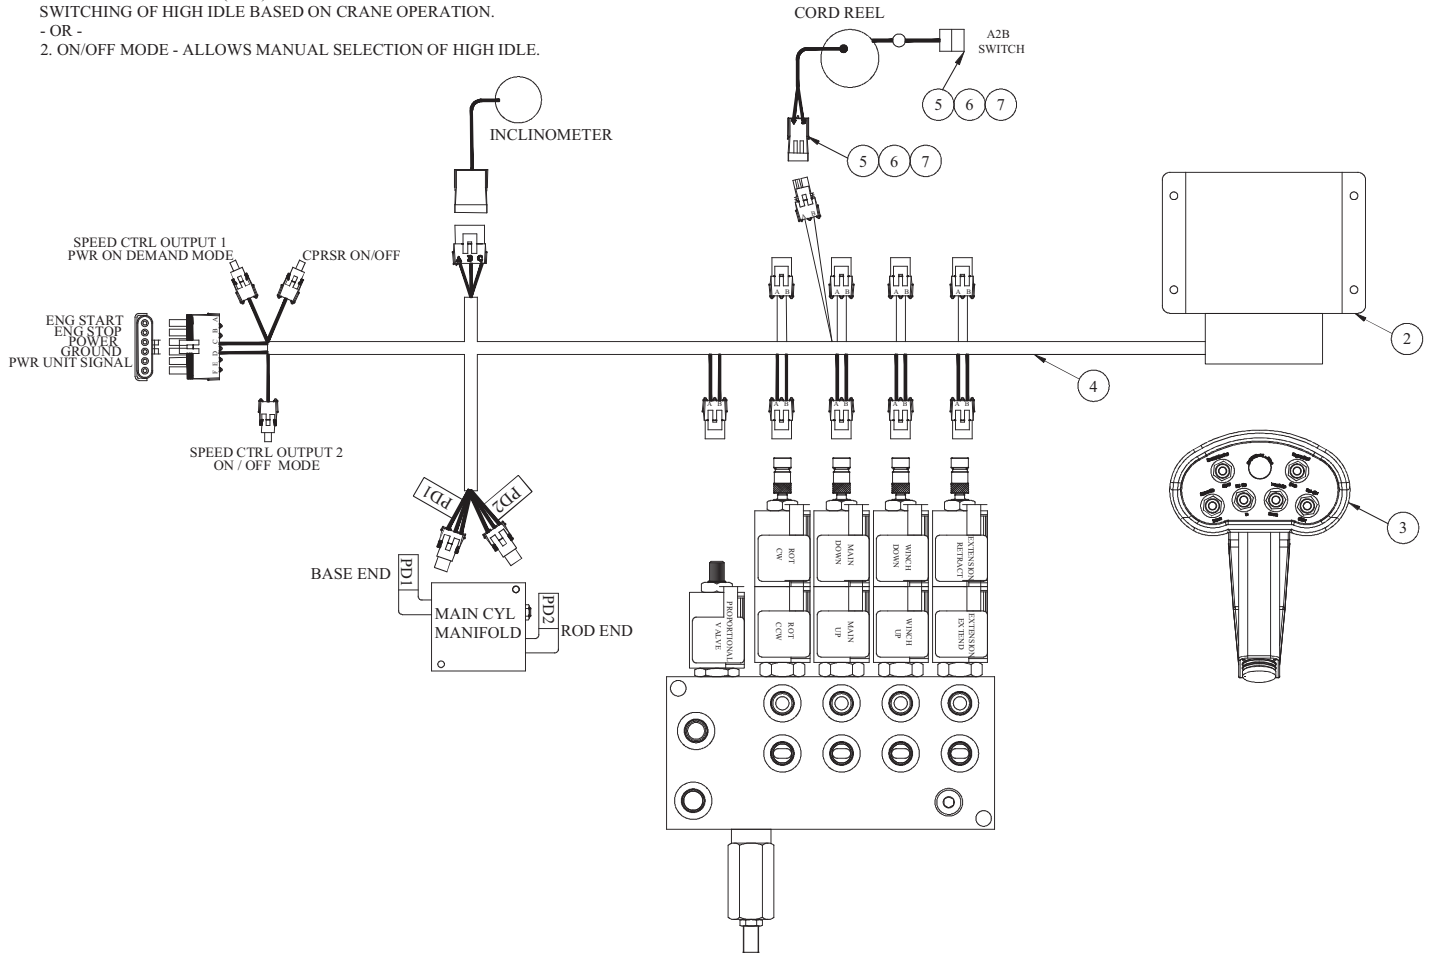 SWITCHING OF HIGH IDLE BASED ON CRANE OPERATION.
- OR -
2. ON/OFF MODE - ALLOWS MANUAL SELECTION OF HIGH IDLE.
CORD REEL
A2B
SWITCH
5 6 7
INCLINOMETER
5 6 7
SPEED CTRL OUTPUT 1
PWR ON DEMAND MODE
CPRSR ON/OFF
A B C
A B
A B
A B
A B
A B
ENG START
ENG STOP
POWER
GROUND
PWR UNIT SIGNAL
A
B
C
D
E
F
2
4
SPEED CTRL OUTPUT 2
ON / OFF MODE
A B
A B
A B
A B
A B
PD1
PD2
3
BASE END
PD1
MAIN CYL
MANIFOLD
PD2
ROD END
ROT
CW
MAIN
DOWN
WINCH
DOWN
EXTENSION
RETRACT
PROPORTIONAL
VALVE
ROT
CCW
MAIN
UP
WINCH
UP
EXTENSION
EXTEND